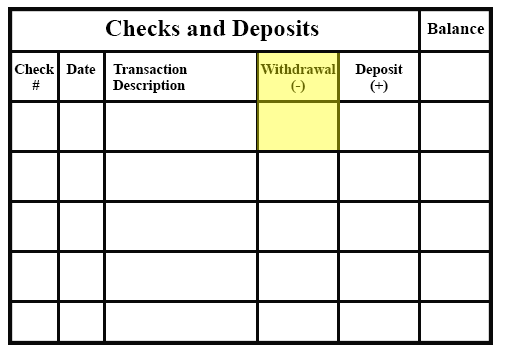 Checks and Deposits Balance
Check Date Transaction Withdrawal Deposit
# Description (-) (+)